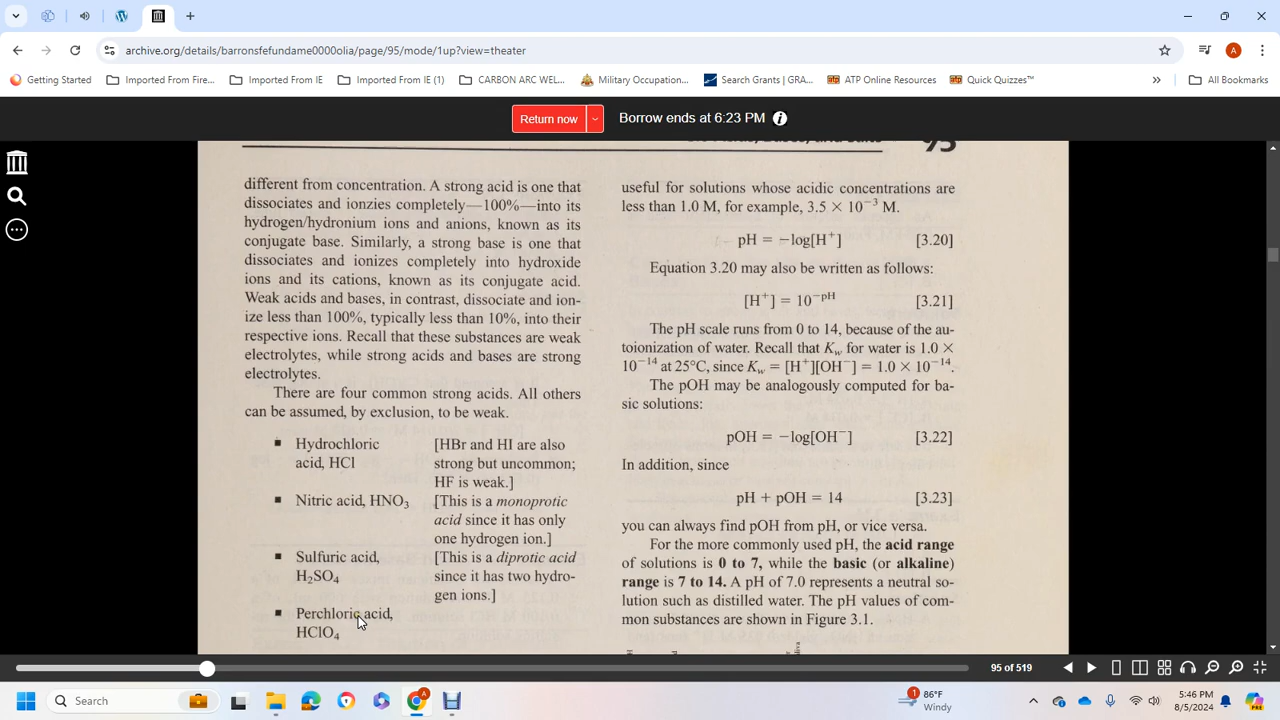 archive.org/details/barronsfefundame0000olia/page/95/mode/1up?view=theater
A
Getting Started
Imported From Fire...
Imported From IE
Imported From IE (1)
CARBON ARC WEL...
Military Occupation...
Search Grants | GRA...
ATP Online Resources
Quick Quizzes™
»
All Bookmarks
Return now
Borrow ends at 6:23 PM
95
different from concentration. A strong acid is one that
dissociates and ionzies completely—100%—into its
hydrogen/hydronium ions and anions, known as its
conjugate base. Similarly, a strong base is one that
dissociates and ionizes completely into hydroxide
ions and its cations, known as its conjugate acid.
Weak acids and bases, in contrast, dissociate and ion-
ize less than 100%, typically less than 10%, into their
respective ions. Recall that these substances are weak
electrolytes, while strong acids and bases are strong
electrolytes.
There are four common strong acids. All others
can be assumed, by exclusion, to be weak.
▪ Hydrochloric [HBr and HI are also
acid, HCl strong but uncommon;
HF is weak.]
▪ Nitric acid, HNO₃ [This is a monoprotic
acid since it has only
one hydrogen ion.]
▪ Sulfuric acid, [This is a diprotic acid
H₂SO₄ since it has two hydro-
gen ions.]
▪ Perchloric acid,
HClO₄
useful for solutions whose acidic concentrations are
less than 1.0 M, for example, 3.5 × 10⁻³ M.
pH = −log[H⁺] [3.20]
Equation 3.20 may also be written as follows:
[H⁺] = 10⁻ᵖᴴ [3.21]
The pH scale runs from 0 to 14, because of the au-
toionization of water. Recall that Kw for water is 1.0 ×
10⁻¹⁴ at 25°C, since Kw = [H⁺][OH⁻] = 1.0 × 10⁻¹⁴.
The pOH may be analogously computed for ba-
sic solutions:
pOH = −log[OH⁻] [3.22]
In addition, since
pH + pOH = 14 [3.23]
you can always find pOH from pH, or vice versa.
For the more commonly used pH, the acid range
of solutions is 0 to 7, while the basic (or alkaline)
range is 7 to 14. A pH of 7.0 represents a neutral so-
lution such as distilled water. The pH values of com-
mon substances are shown in Figure 3.1.
95 of 519
Search
1
86°F
Windy
5:46 PM
8/5/2024